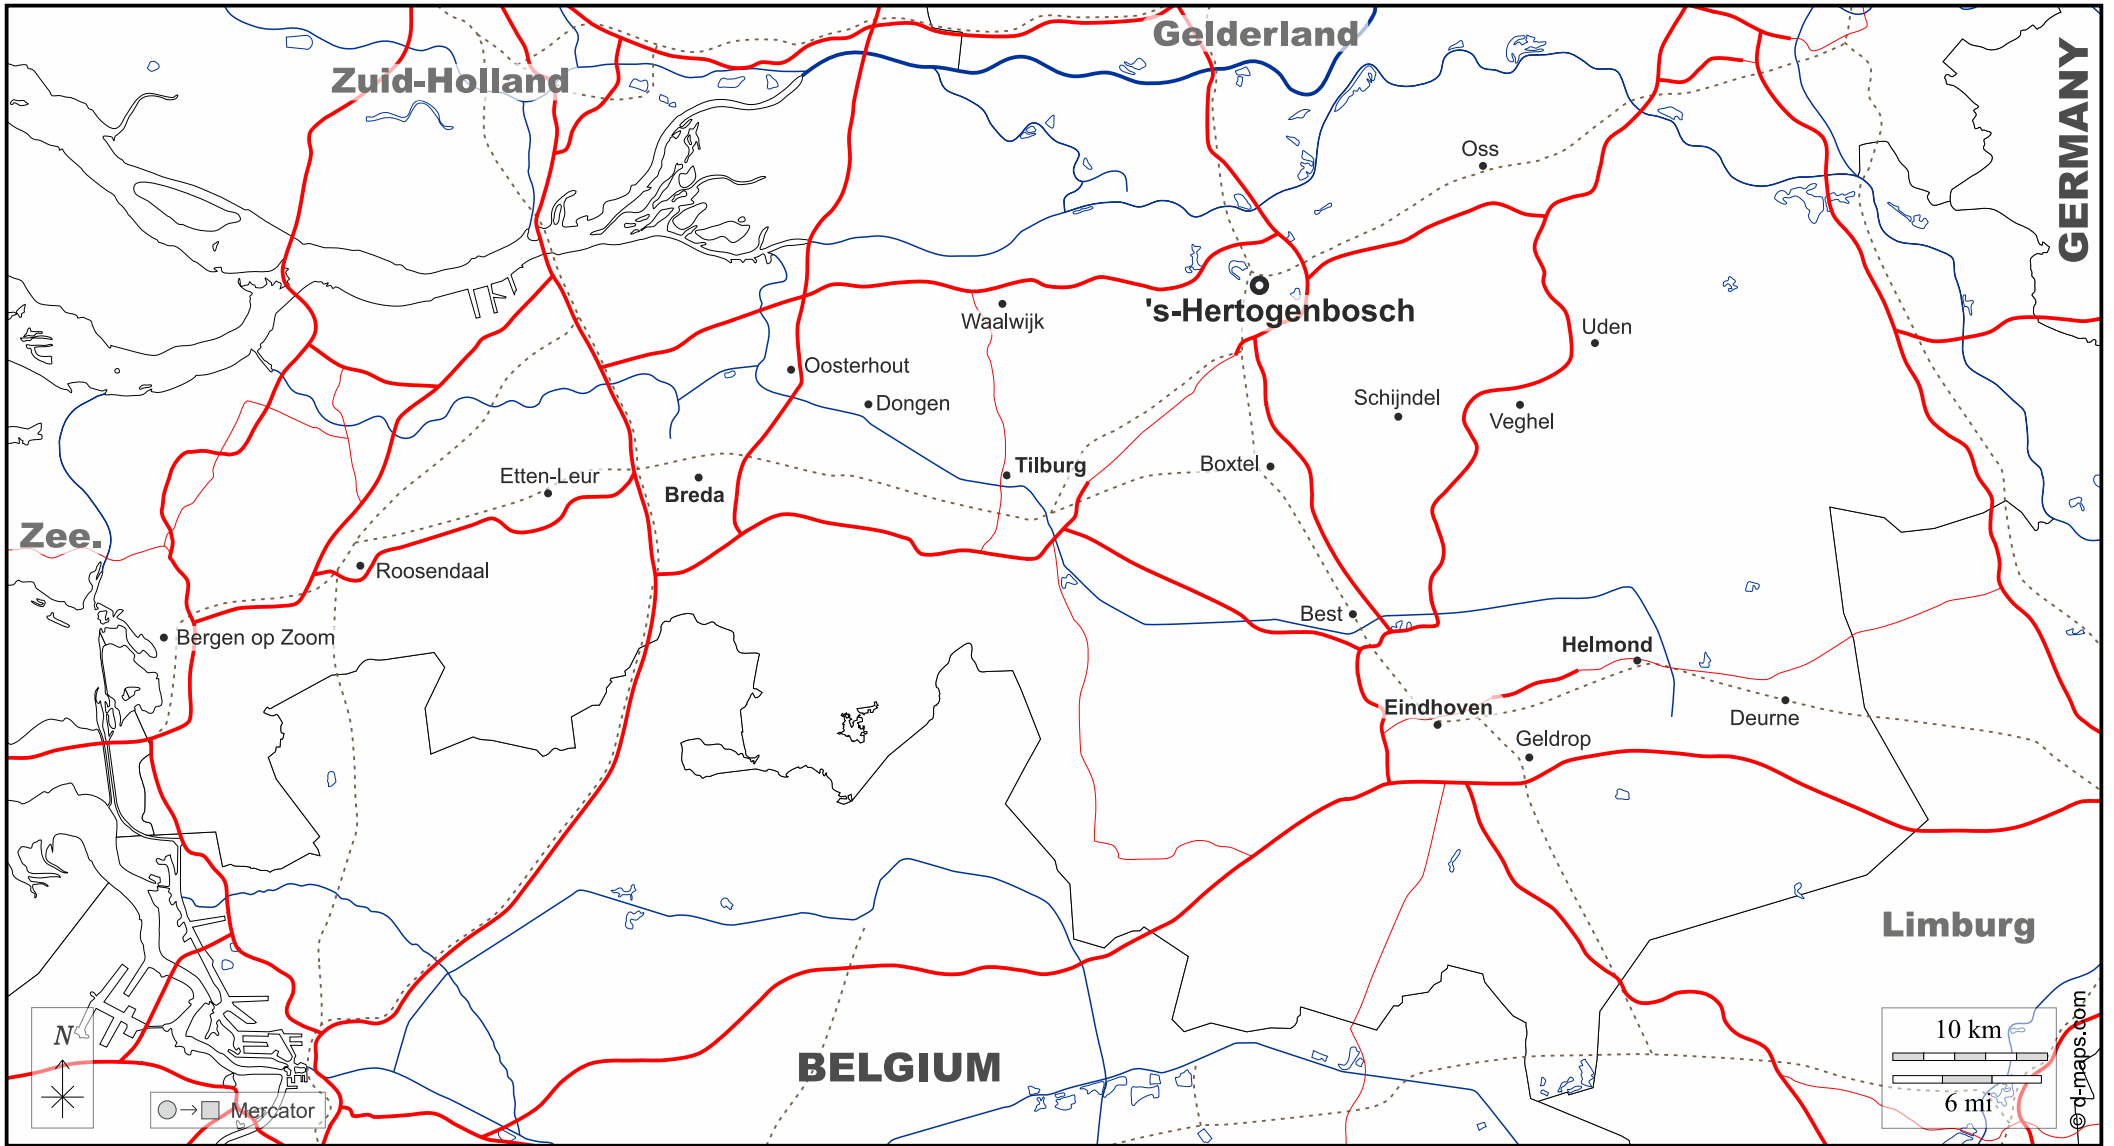 Gelderland
Zuid-Holland
GERMANY
Oss
's-Hertogenbosch
Waalwijk
Uden
Oosterhout
Dongen
Schijndel
Veghel
Etten-Leur
Breda
Tilburg
Boxtel
Zee.
Roosendaal
Bergen op Zoom
Best
Helmond
Eindhoven
Deurne
Geldrop
Limburg
BELGIUM
N
Mercator
10 km
6 mi
© d-maps.com